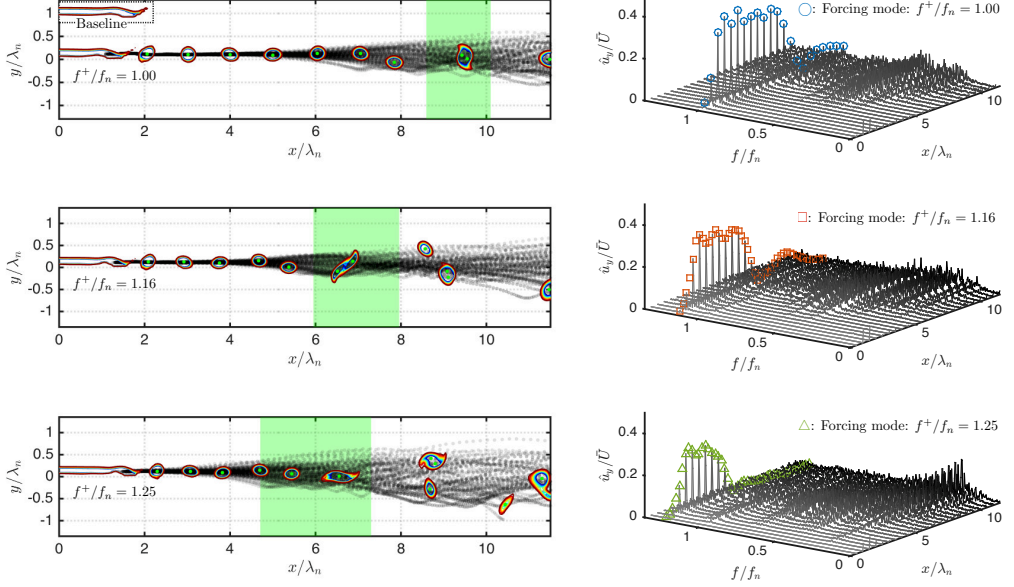 Baseline
f⁺/fₙ = 1.00
y/λₙ
1
0.5
0
-0.5
-1
0 2 4 6 8 10
x/λₙ
: Forcing mode: f⁺/fₙ = 1.00
û_y/Ū
0.4
0.2
0
1 0.5 0
f/fₙ
0 5 10
x/λₙ
f⁺/fₙ = 1.16
y/λₙ
1
0.5
0
-0.5
-1
0 2 4 6 8 10
x/λₙ
: Forcing mode: f⁺/fₙ = 1.16
û_y/Ū
0.4
0.2
0
1 0.5 0
f/fₙ
0 5 10
x/λₙ
f⁺/fₙ = 1.25
y/λₙ
1
0.5
0
-0.5
-1
0 2 4 6 8 10
x/λₙ
: Forcing mode: f⁺/fₙ = 1.25
û_y/Ū
0.4
0.2
0
1 0.5 0
f/fₙ
0 5 10
x/λₙ